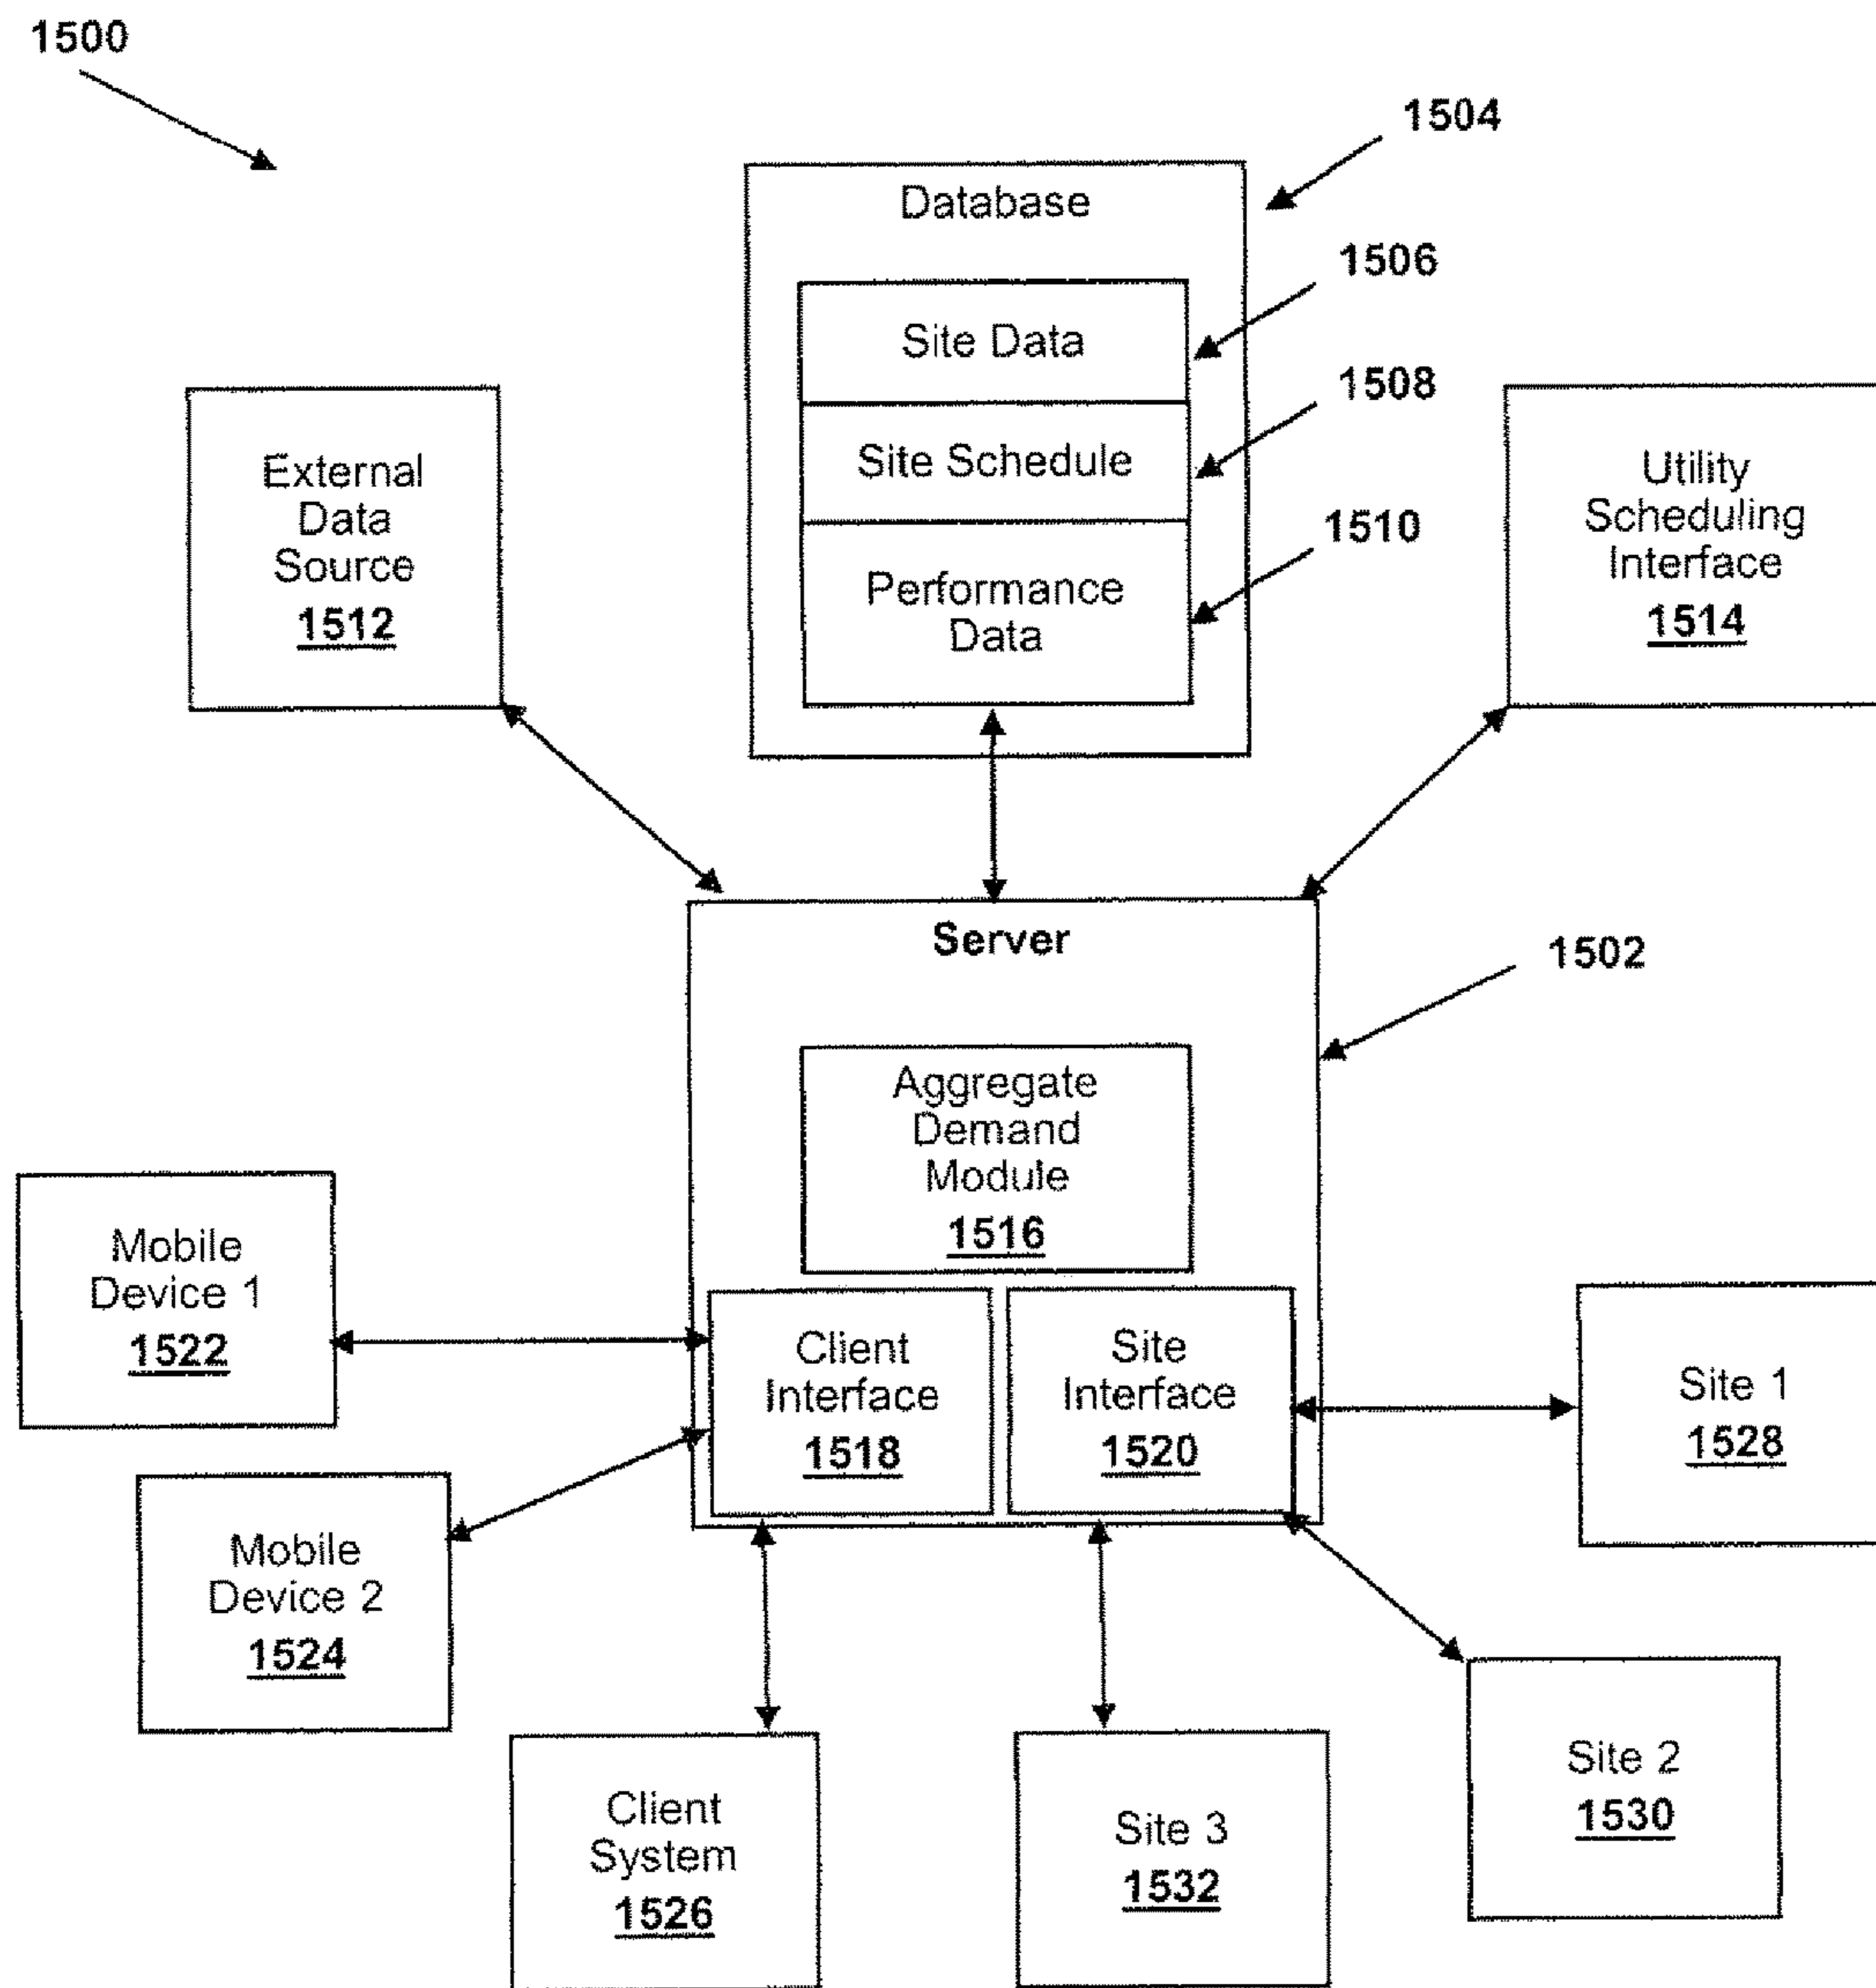 1500
1504
Database
1506
Site Data
1508
Site Schedule
1510
Performance
Data
External
Data
Source
1512
Utility
Scheduling
Interface
1514
Server
1502
Aggregate
Demand
Module
1516
Mobile
Device 1
1522
Client
Interface
1518
Site
Interface
1520
Site 1
1528
Mobile
Device 2
1524
Client
System
1526
Site 3
1532
Site 2
1530